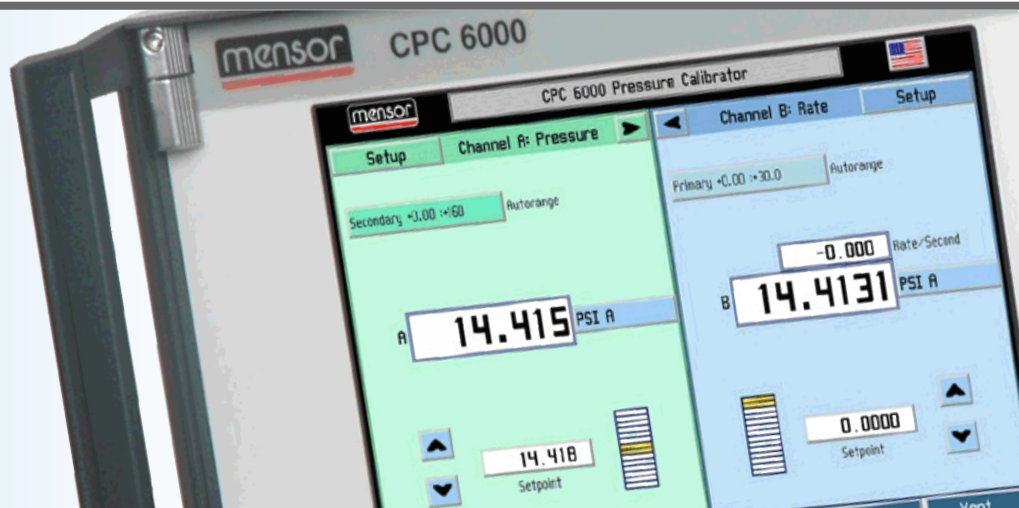 mensor
CPC 6000
mensor
CPC 6000 Pressure Calibrator
Setup
Channel A: Pressure
Channel B: Rate
Setup
Secondary +0.00 :+160
Autorange
Primary +0.00 :+30.0
Autorange
-0.000 Rate/Second
A 14.415 PSI A
B 14.4131 PSI A
14.418
Setpoint
0.0000
Setpoint
Vent